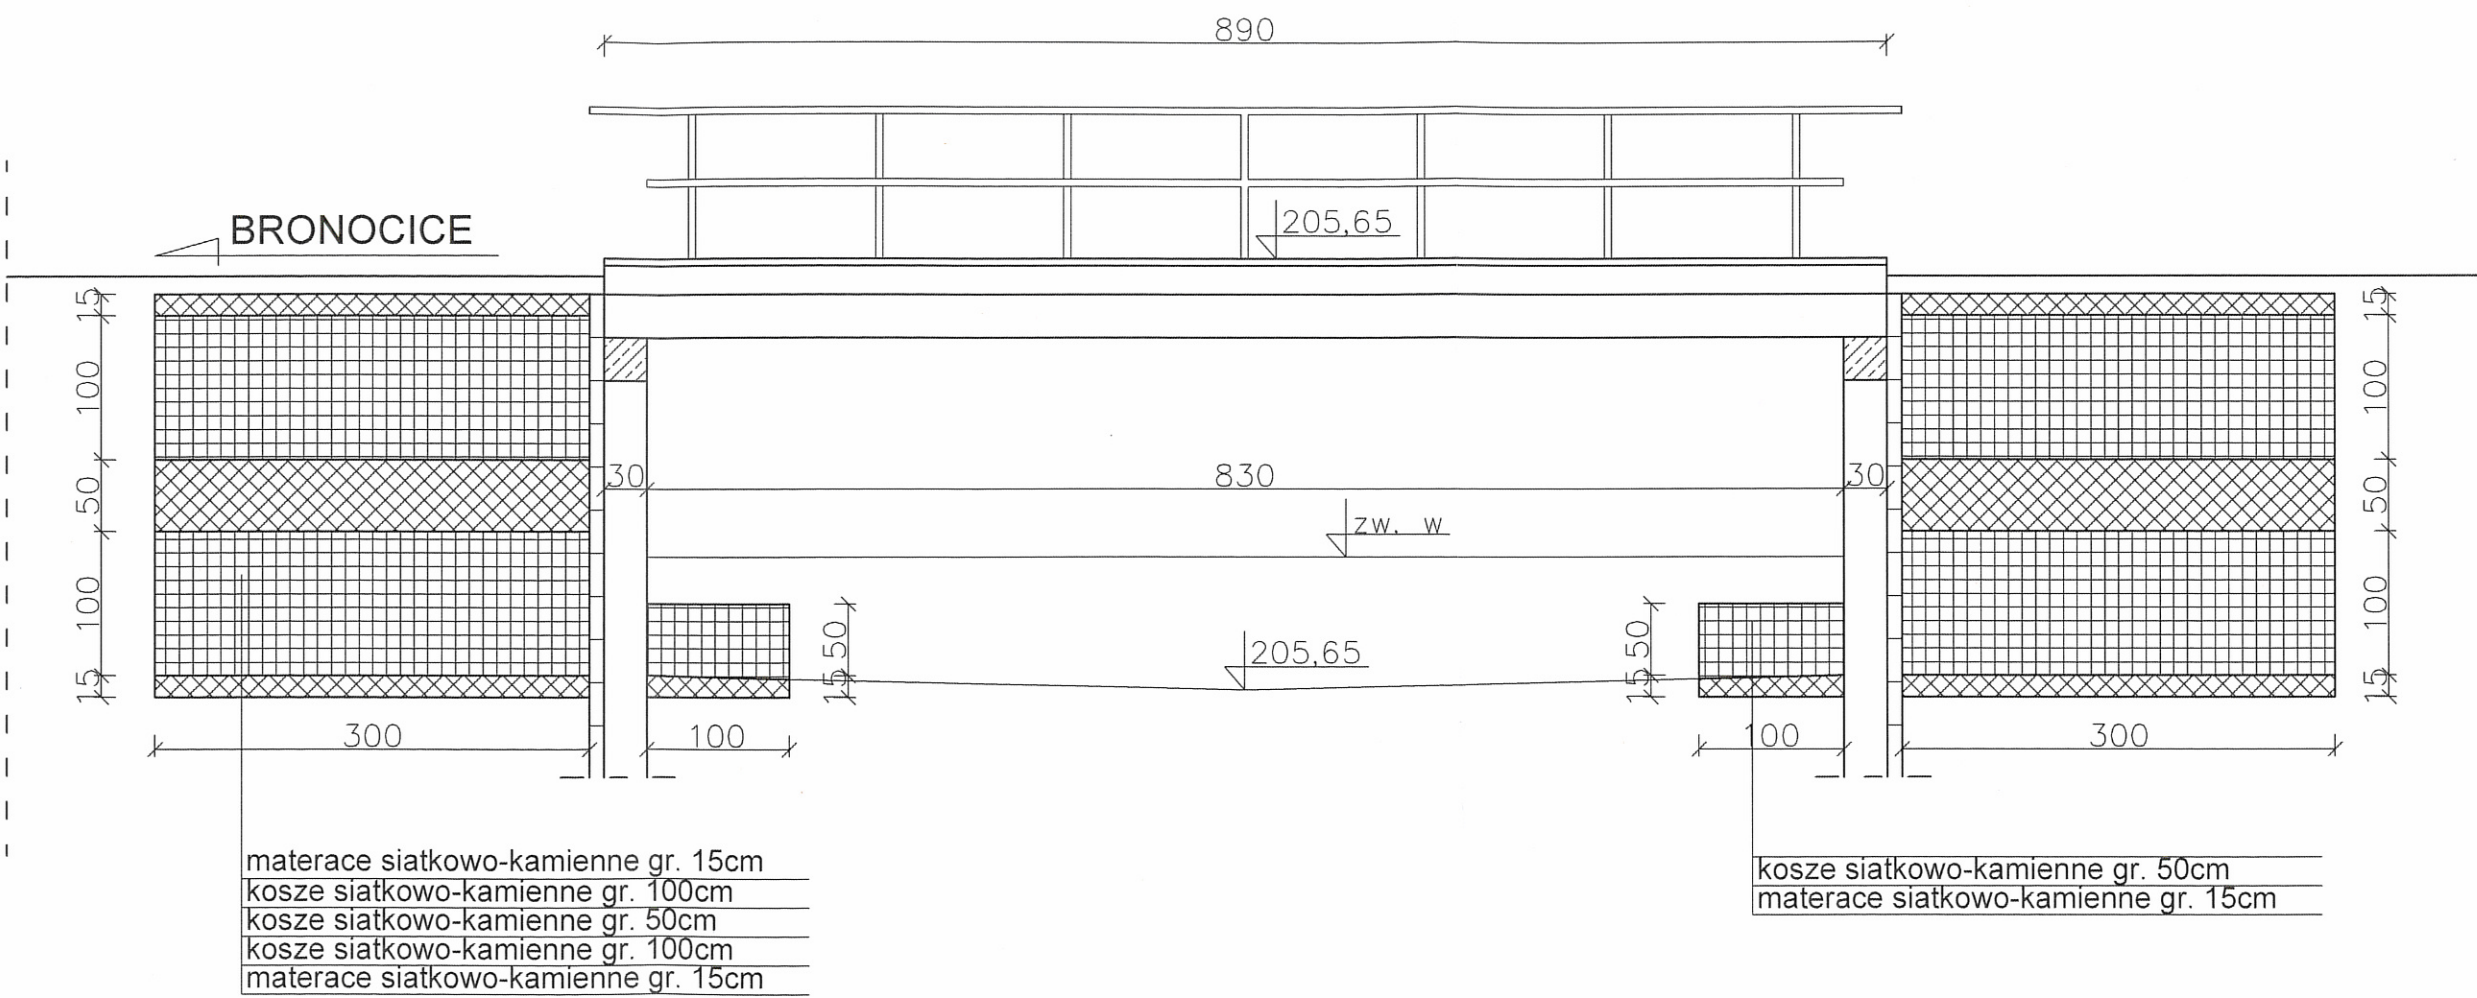 890
BRONOCICE
205,65
15
100
50
100
15
15
100
50
100
15
30
830
30
zw. w
50
15
205,65
50
15
300
100
100
300
materace siatkowo-kamienne gr. 15cm
kosze siatkowo-kamienne gr. 100cm
kosze siatkowo-kamienne gr. 50cm
kosze siatkowo-kamienne gr. 100cm
materace siatkowo-kamienne gr. 15cm
kosze siatkowo-kamienne gr. 50cm
materace siatkowo-kamienne gr. 15cm